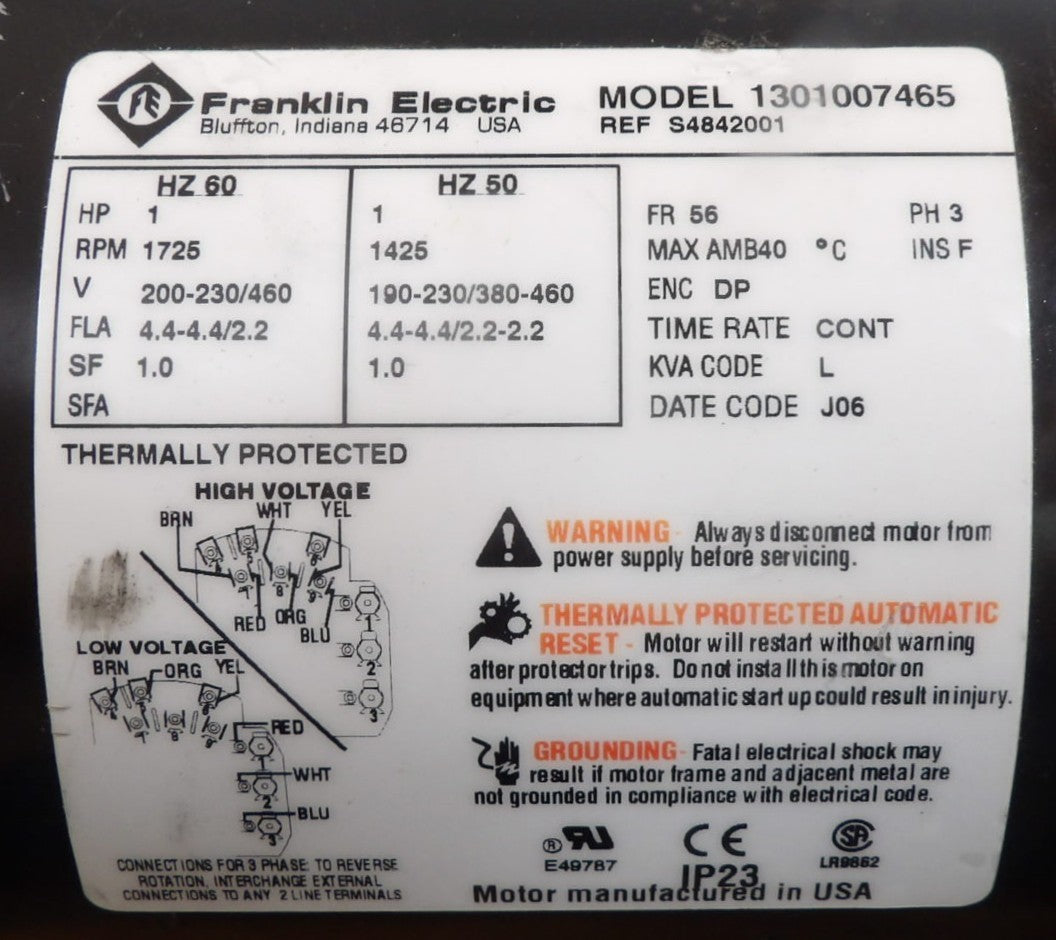 FE Franklin Electric MODEL 1301007465
Bluffton, Indiana 46714 USA REF S4842001
HZ 60 HZ 50
HP 1 1
RPM 1725 1425
V 200-230/460 190-230/380-460
FLA 4.4-4.4/2.2 4.4-4.4/2.2-2.2
SF 1.0 1.0
SFA
FR 56 PH 3
MAX AMB40 °C INS F
ENC DP
TIME RATE CONT
KVA CODE L
DATE CODE J06
THERMALLY PROTECTED
HIGH VOLTAGE
BRN WHT YEL
RED ORG BLU
1
2
3
LOW VOLTAGE
BRN ORG YEL
RED
1
WHT
2
BLU
3
CONNECTIONS FOR 3 PHASE: TO REVERSE
ROTATION, INTERCHANGE EXTERNAL
CONNECTIONS TO ANY 2 LINE TERMINALS
WARNING - Always disconnect motor from
power supply before servicing.
THERMALLY PROTECTED AUTOMATIC
RESET - Motor will restart without warning
after protector trips. Do not install this motor on
equipment where automatic start up could result in injury.
GROUNDING - Fatal electrical shock may
result if motor frame and adjacent metal are
not grounded in compliance with electrical code.
® RU CE SA
E49787 IP23 LR9862
Motor manufactured in USA